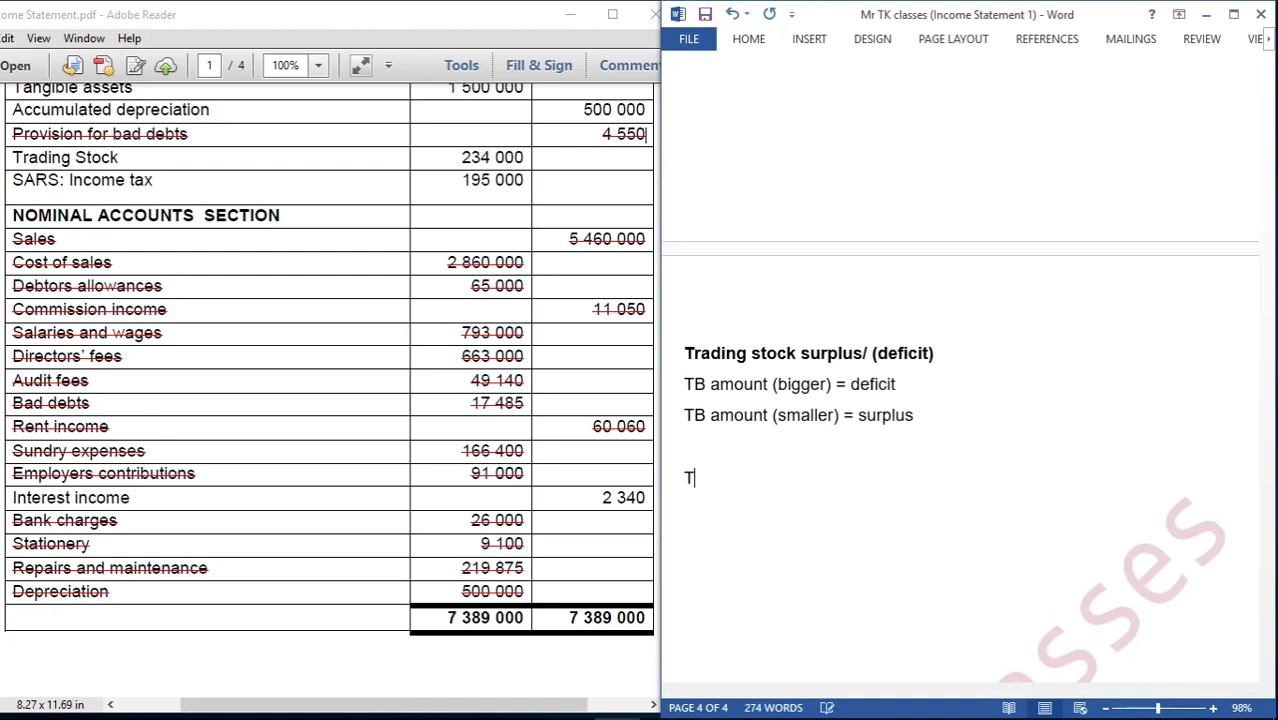 ome Statement.pdf - Adobe Reader
dit View Window Help
Open 1 / 4 100% Tools Fill & Sign Commen
Tangible assets 1 500 000
Accumulated depreciation 500 000
Provision for bad debts 4 550
Trading Stock 234 000
SARS: Income tax 195 000
NOMINAL ACCOUNTS SECTION
Sales 5 460 000
Cost of sales 2 860 000
Debtors allowances 65 000
Commission income 11 050
Salaries and wages 793 000
Directors' fees 663 000
Audit fees 49 140
Bad debts 17 485
Rent income 60 060
Sundry expenses 166 400
Employers contributions 91 000
Interest income 2 340
Bank charges 26 000
Stationery 9 100
Repairs and maintenance 219 875
Depreciation 500 000
7 389 000 7 389 000
8.27 x 11.69 in
Mr TK classes (Income Statement 1) - Word
FILE HOME INSERT DESIGN PAGE LAYOUT REFERENCES MAILINGS REVIEW VIE
Trading stock surplus/ (deficit)
TB amount (bigger) = deficit
TB amount (smaller) = surplus
T
asses
PAGE 4 OF 4 274 WORDS 98%